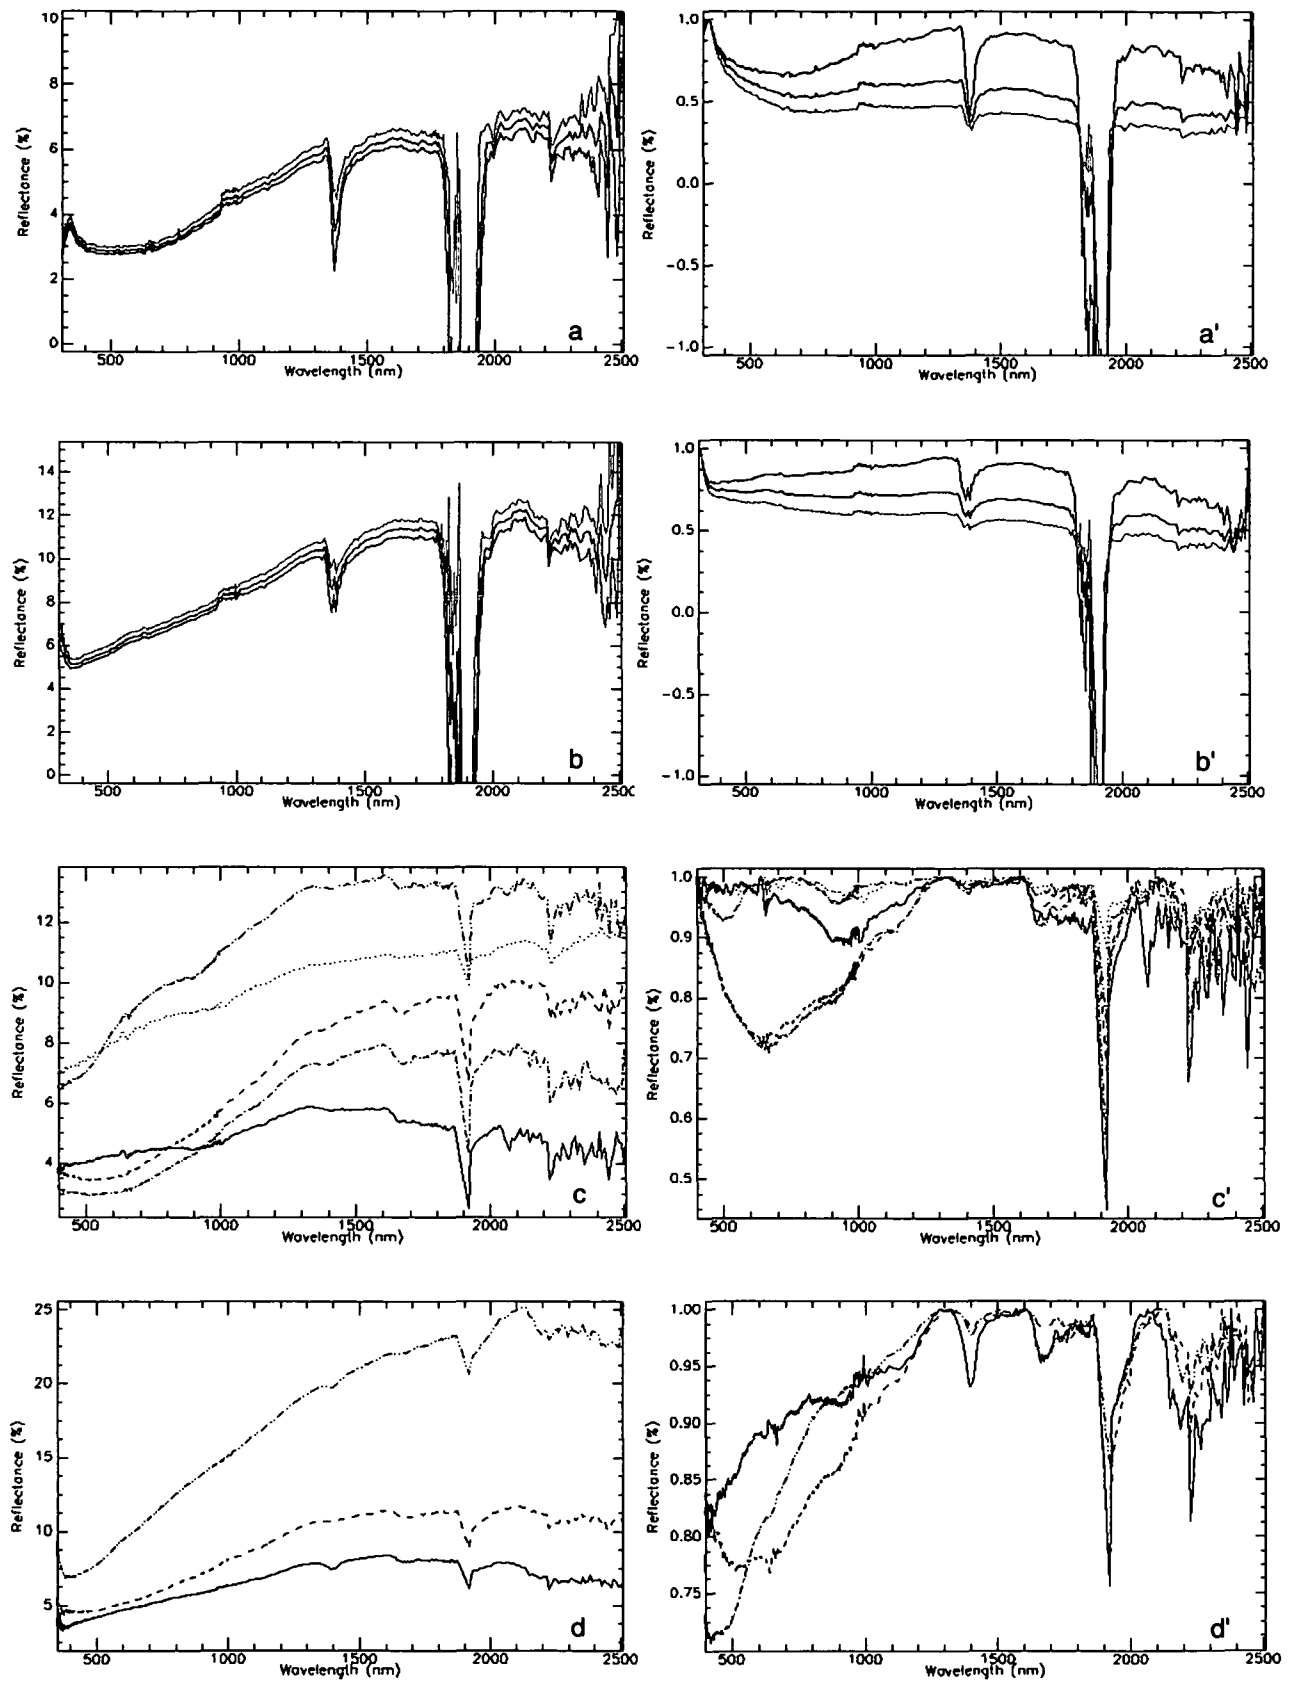 10
8
6
4
2
0
Reflectance (%)
500 1000 1500 2000 2500
Wavelength (nm)
a
1.0
0.5
0.0
-0.5
-1.0
Reflectance (%)
500 1000 1500 2000 2500
Wavelength (nm)
a'
14
12
10
8
6
4
2
0
Reflectance (%)
500 1000 1500 2000 2500
Wavelength (nm)
b
1.0
0.5
0.0
-0.5
-1.0
Reflectance (%)
500 1000 1500 2000 2500
Wavelength (nm)
b'
12
10
8
6
4
Reflectance (%)
500 1000 1500 2000 2500
Wavelength (nm)
c
1.0
0.9
0.8
0.7
0.6
0.5
Reflectance (%)
500 1000 1500 2000 2500
Wavelength (nm)
c'
25
20
15
10
5
Reflectance (%)
500 1000 1500 2000 2500
Wavelength (nm)
d
1.00
0.95
0.90
0.85
0.80
0.75
Reflectance (%)
500 1000 1500 2000 2500
Wavelength (nm)
d'